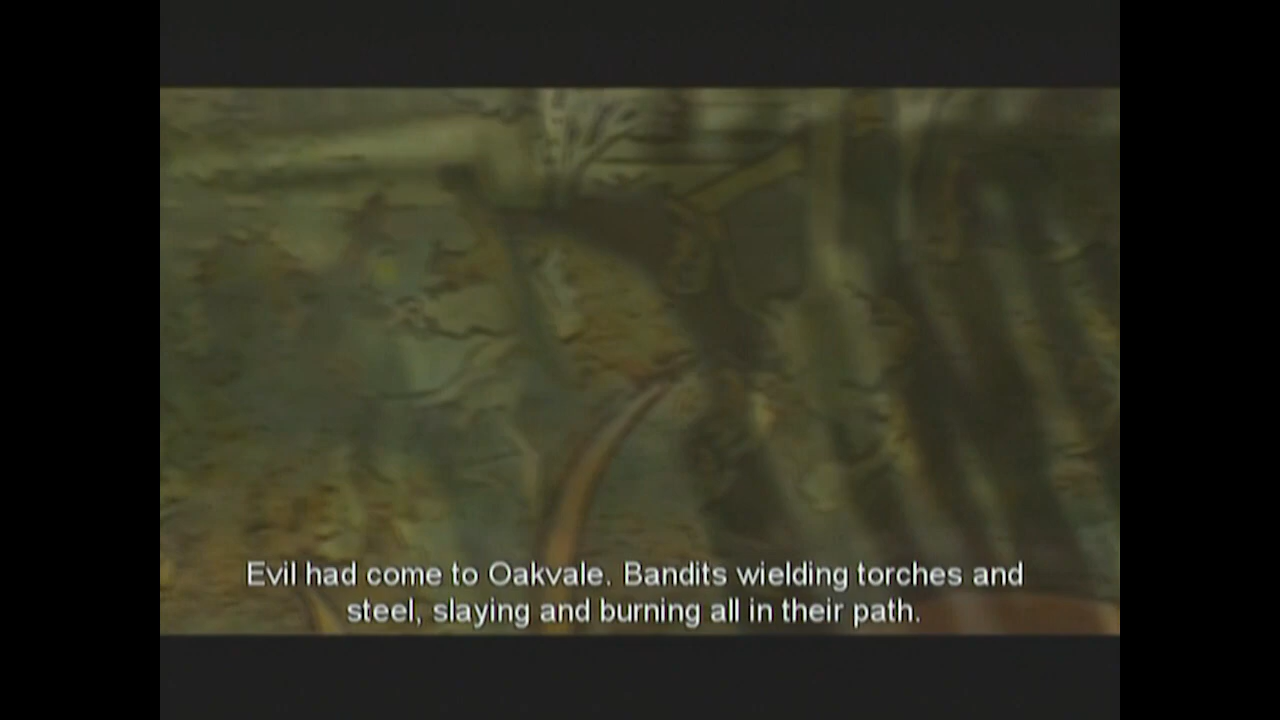 Evil had come to Oakvale. Bandits wielding torches and
steel, slaying and burning all in their path.